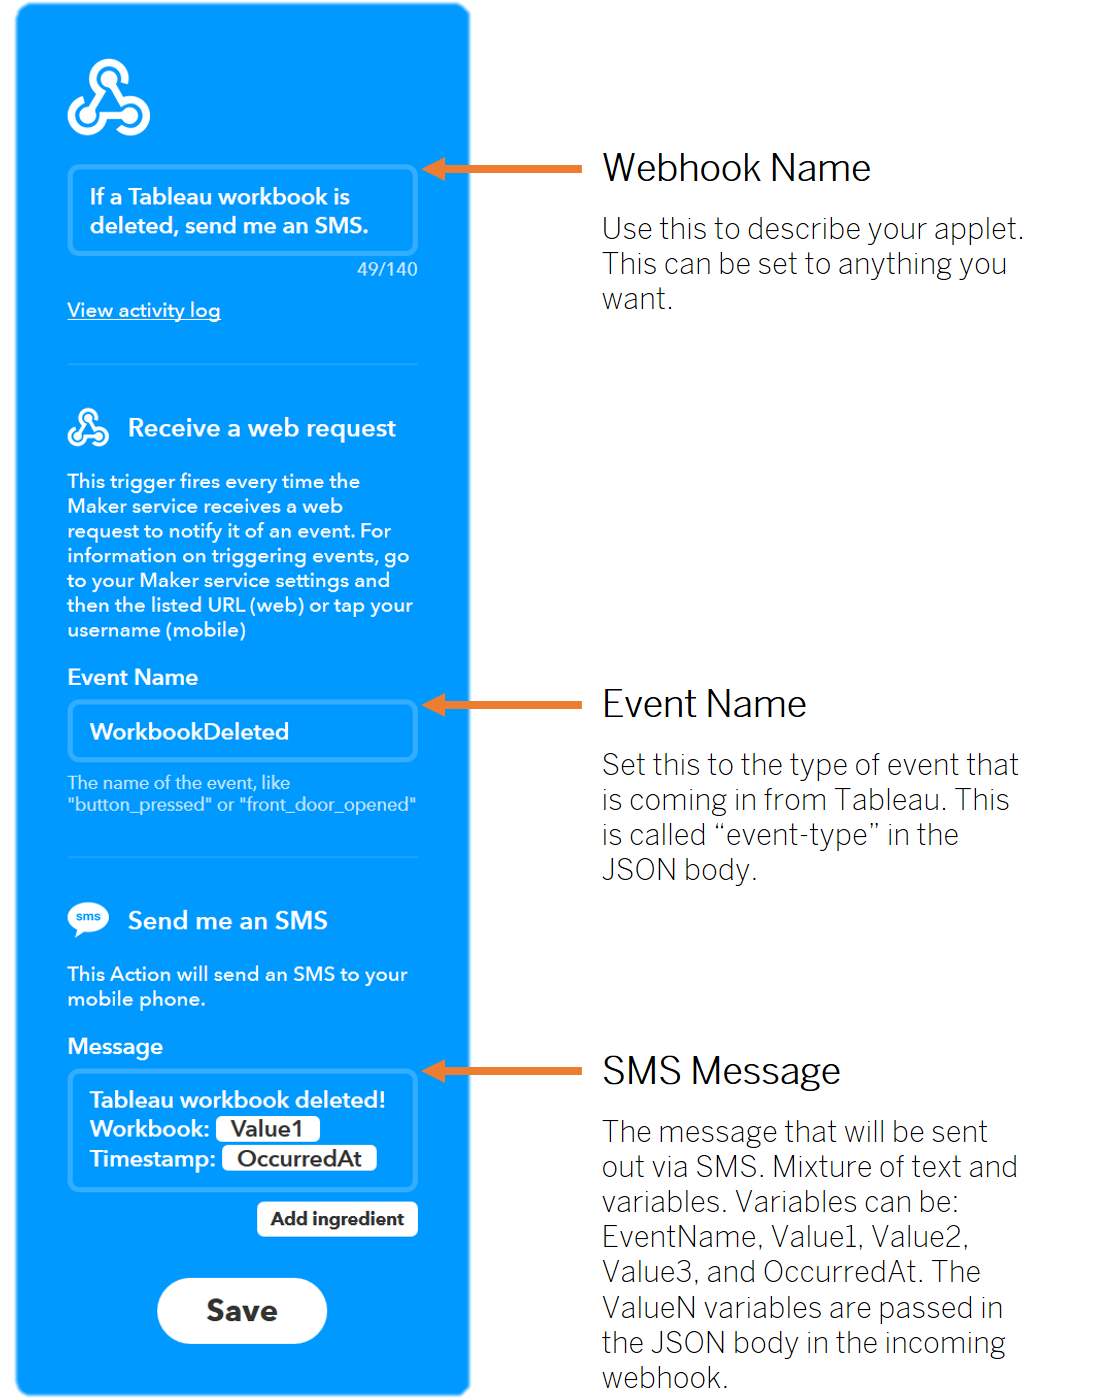 If a Tableau workbook is
deleted, send me an SMS.
49/140
View activity log
Receive a web request
This trigger fires every time the
Maker service receives a web
request to notify it of an event. For
information on triggering events, go
to your Maker service settings and
then the listed URL (web) or tap your
username (mobile)
Event Name
WorkbookDeleted
The name of the event, like
"button_pressed" or "front_door_opened"
sms
Send me an SMS
This Action will send an SMS to your
mobile phone.
Message
Tableau workbook deleted!
Workbook: Value1
Timestamp: OccurredAt
Add ingredient
Save
Webhook Name
Use this to describe your applet.
This can be set to anything you
want.
Event Name
Set this to the type of event that
is coming in from Tableau. This
is called “event-type” in the
JSON body.
SMS Message
The message that will be sent
out via SMS. Mixture of text and
variables. Variables can be:
EventName, Value1, Value2,
Value3, and OccurredAt. The
ValueN variables are passed in
the JSON body in the incoming
webhook.